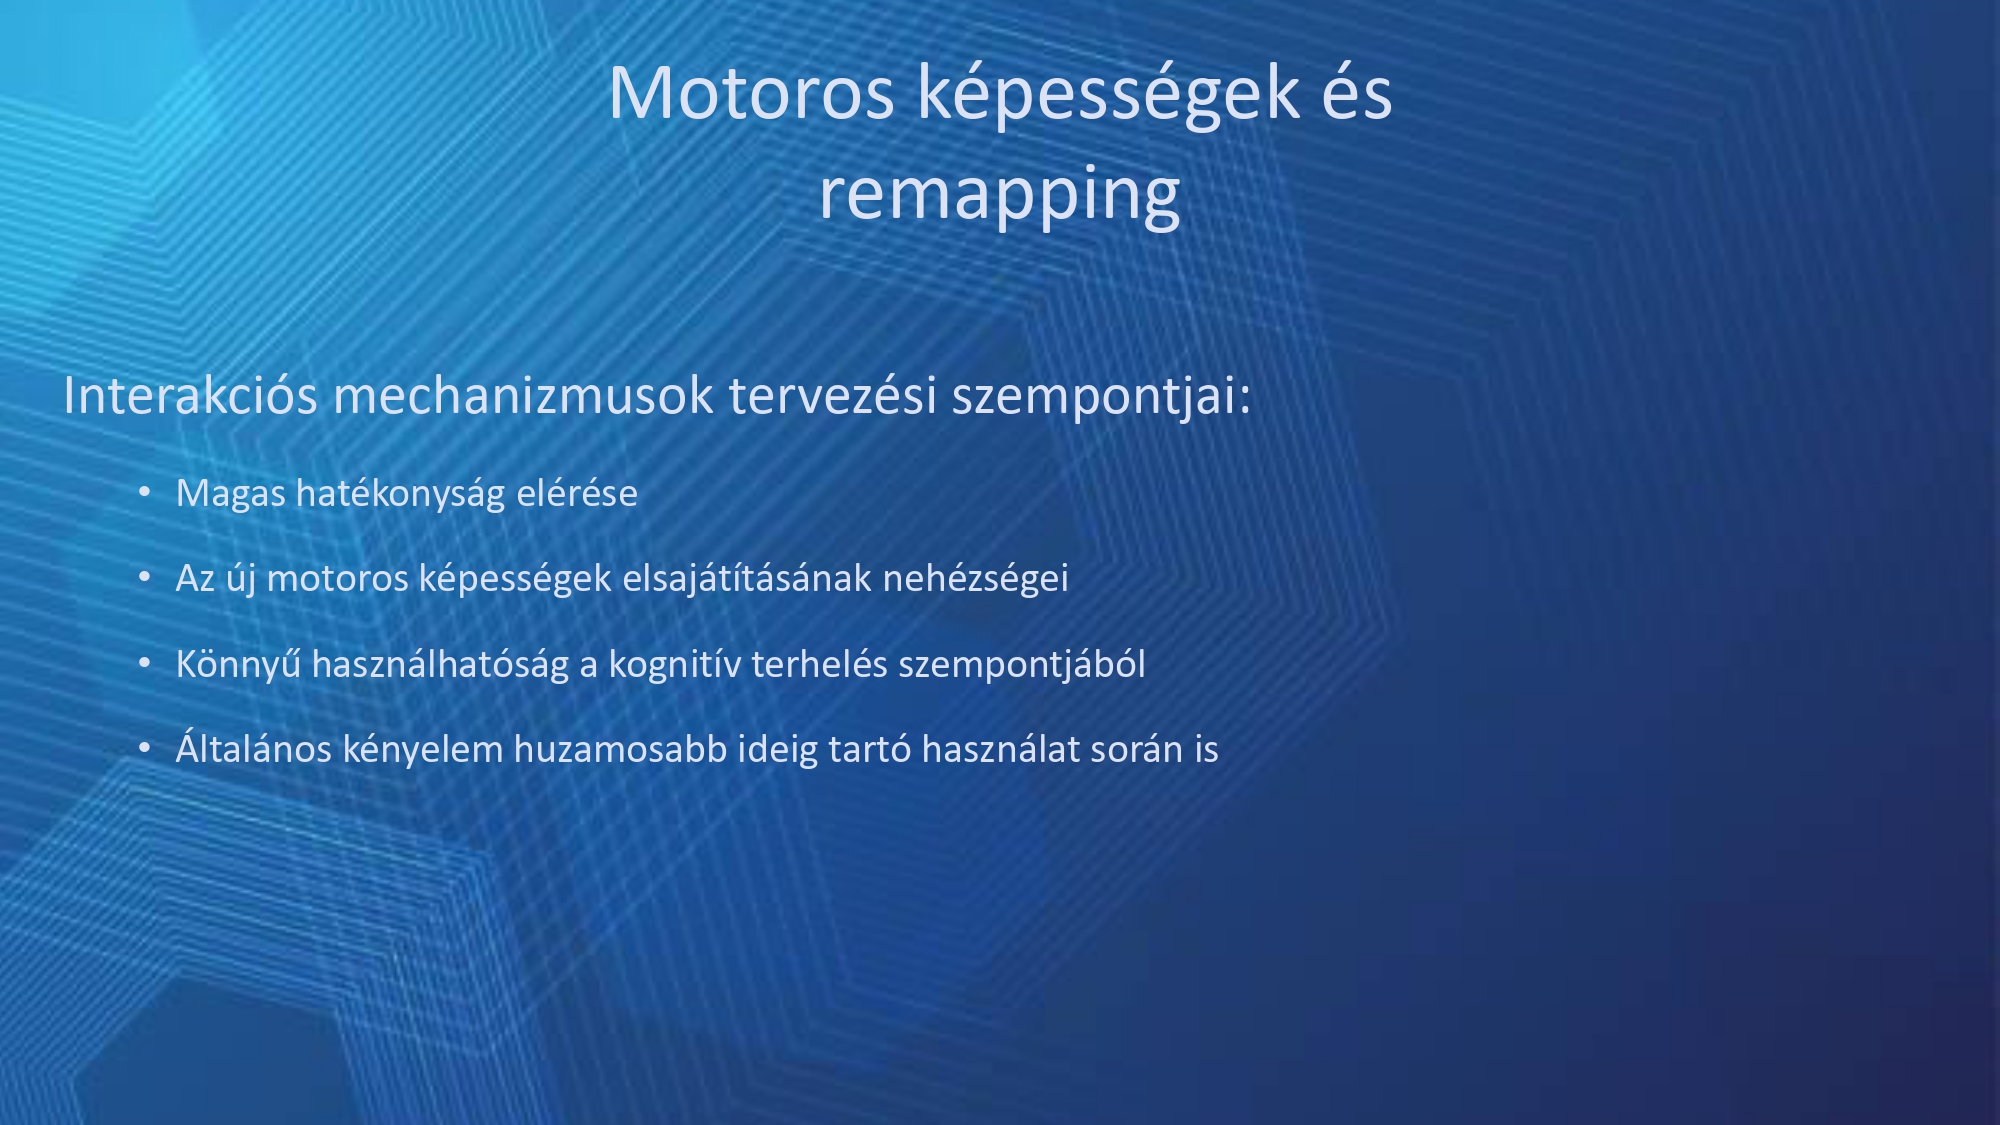 Motoros képességek és
remapping
Interakciós mechanizmusok tervezési szempontjai:
• Magas hatékonyság elérése
• Az új motoros képességek elsajátításának nehézségei
• Könnyű használhatóság a kognitív terhelés szempontjából
• Általános kényelem huzamosabb ideig tartó használat során is